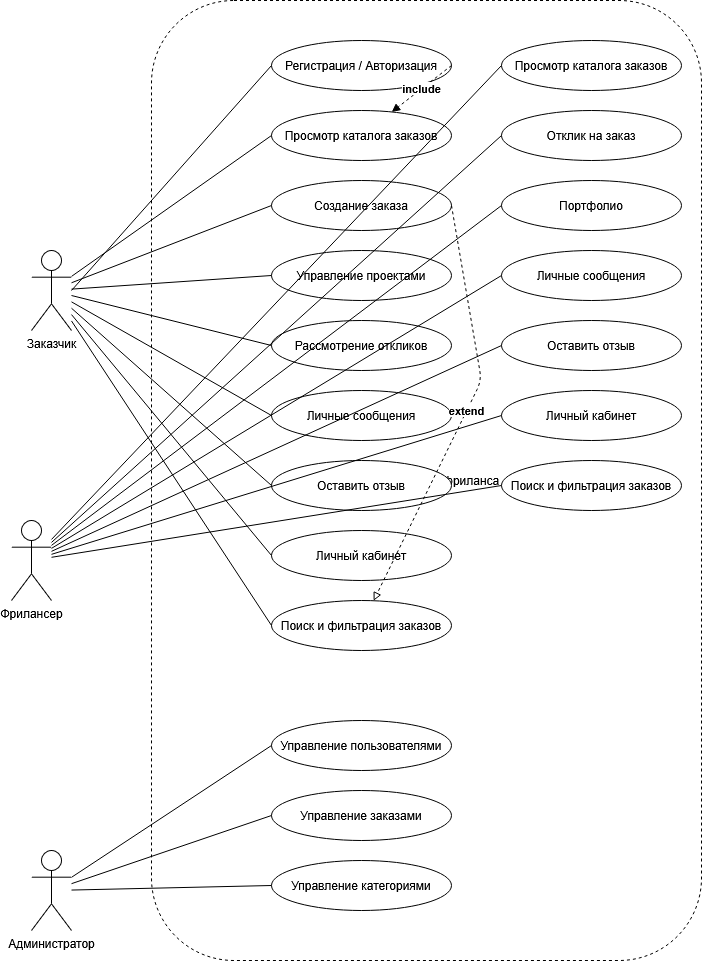 Регистрация / Авторизация
Просмотр каталога заказов
include
Просмотр каталога заказов
Отклик на заказ
Создание заказа
Портфолио
Управление проектами
Личные сообщения
Заказчик
Рассмотрение откликов
Оставить отзыв
Личные сообщения
extend
Личный кабинет
Оставить отзыв
фриланса
Поиск и фильтрация заказов
Личный кабинет
Фрилансер
Поиск и фильтрация заказов
Управление пользователями
Управление заказами
Управление категориями
Администратор